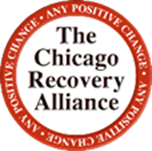 ANY POSITIVE CHANGE • ANY POSITIVE CHANGE • ANY POSITIVE CHANGE •
The
Chicago
Recovery
Alliance